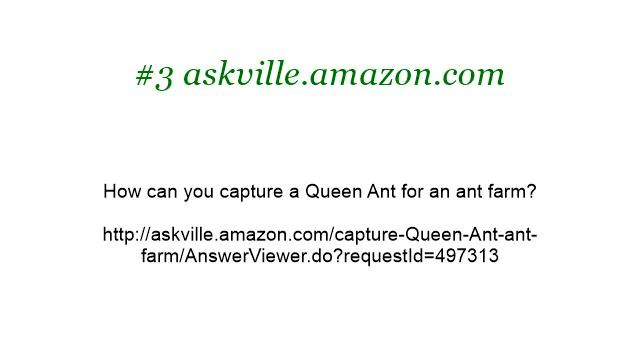 #3 askville.amazon.com
How can you capture a Queen Ant for an ant farm?
http://askville.amazon.com/capture-Queen-Ant-ant-
farm/AnswerViewer.do?requestId=497313